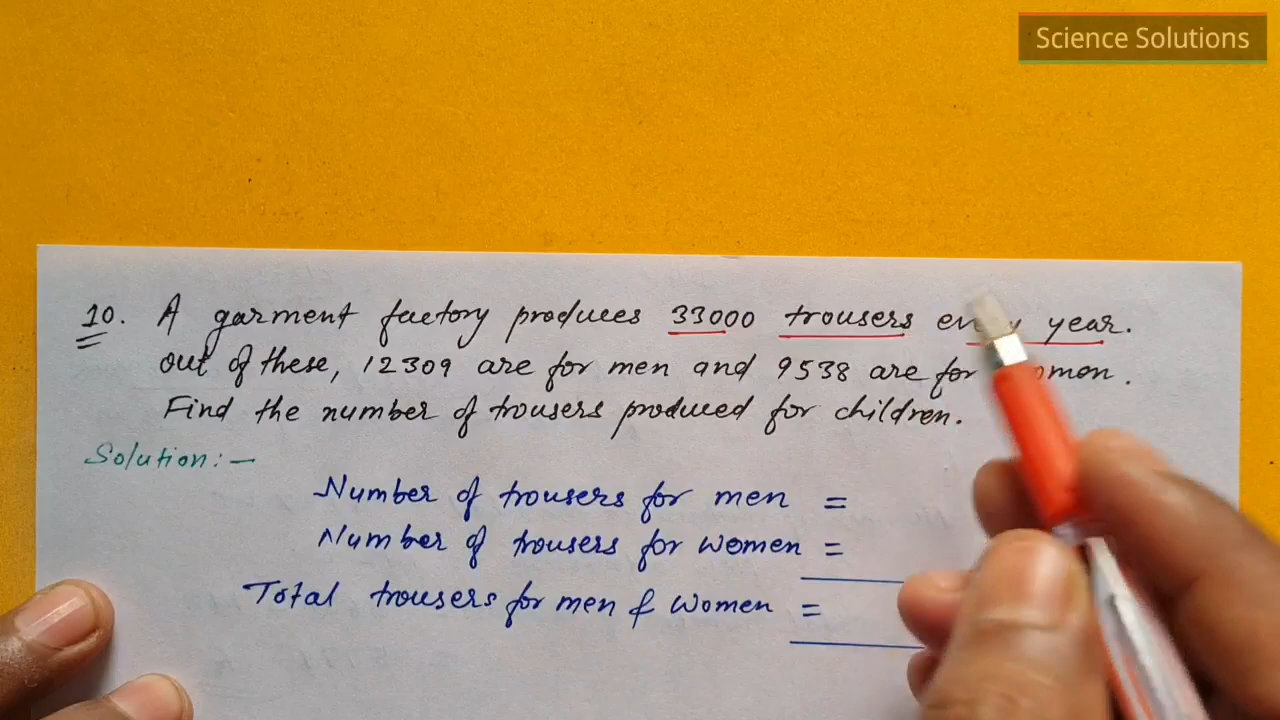 Science Solutions
10. A garment factory produces 33000 trousers every year.
out of these, 12309 are for men and 9538 are for women.
Find the number of trousers produced for children.
Solution:-
Number of trousers for men =
Number of trousers for women =
Total trousers for men & women =